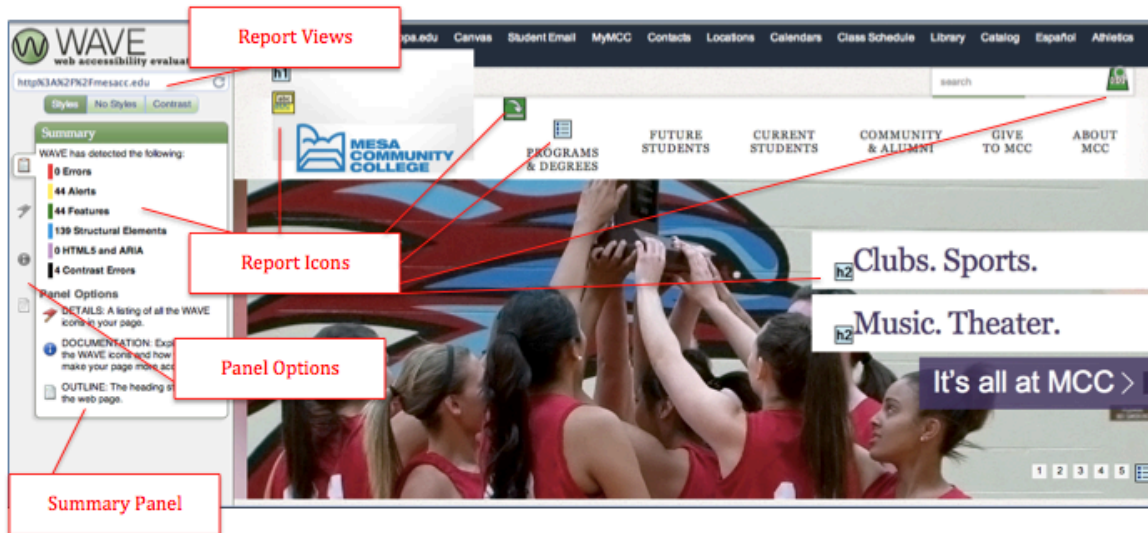 WAVE
web accessibility evalua
http%3A%2F%2Fmesacc.edu
Styles No Styles Contrast
Summary
WAVE has detected the following:
0 Errors
44 Alerts
44 Features
139 Structural Elements
0 HTML5 and ARIA
4 Contrast Errors
Panel Options
DETAILS: A listing of all the WAVE
icons in your page.
DOCUMENTATION: Expl
the WAVE icons and how
make your page more acc
OUTLINE: The heading st
the web page.
Report Views
Report Icons
Panel Options
Summary Panel
.edu Canvas Student Email MyMCC Contacts Locations Calendars Class Schedule Library Catalog Español Athletics
search
h1
MESA
COMMUNITY
COLLEGE
PROGRAMS
& DEGREES
FUTURE
STUDENTS
CURRENT
STUDENTS
COMMUNITY
& ALUMNI
GIVE
TO MCC
ABOUT
MCC
h2 Clubs. Sports.
h2 Music. Theater.
It's all at MCC >
1 2 3 4 5